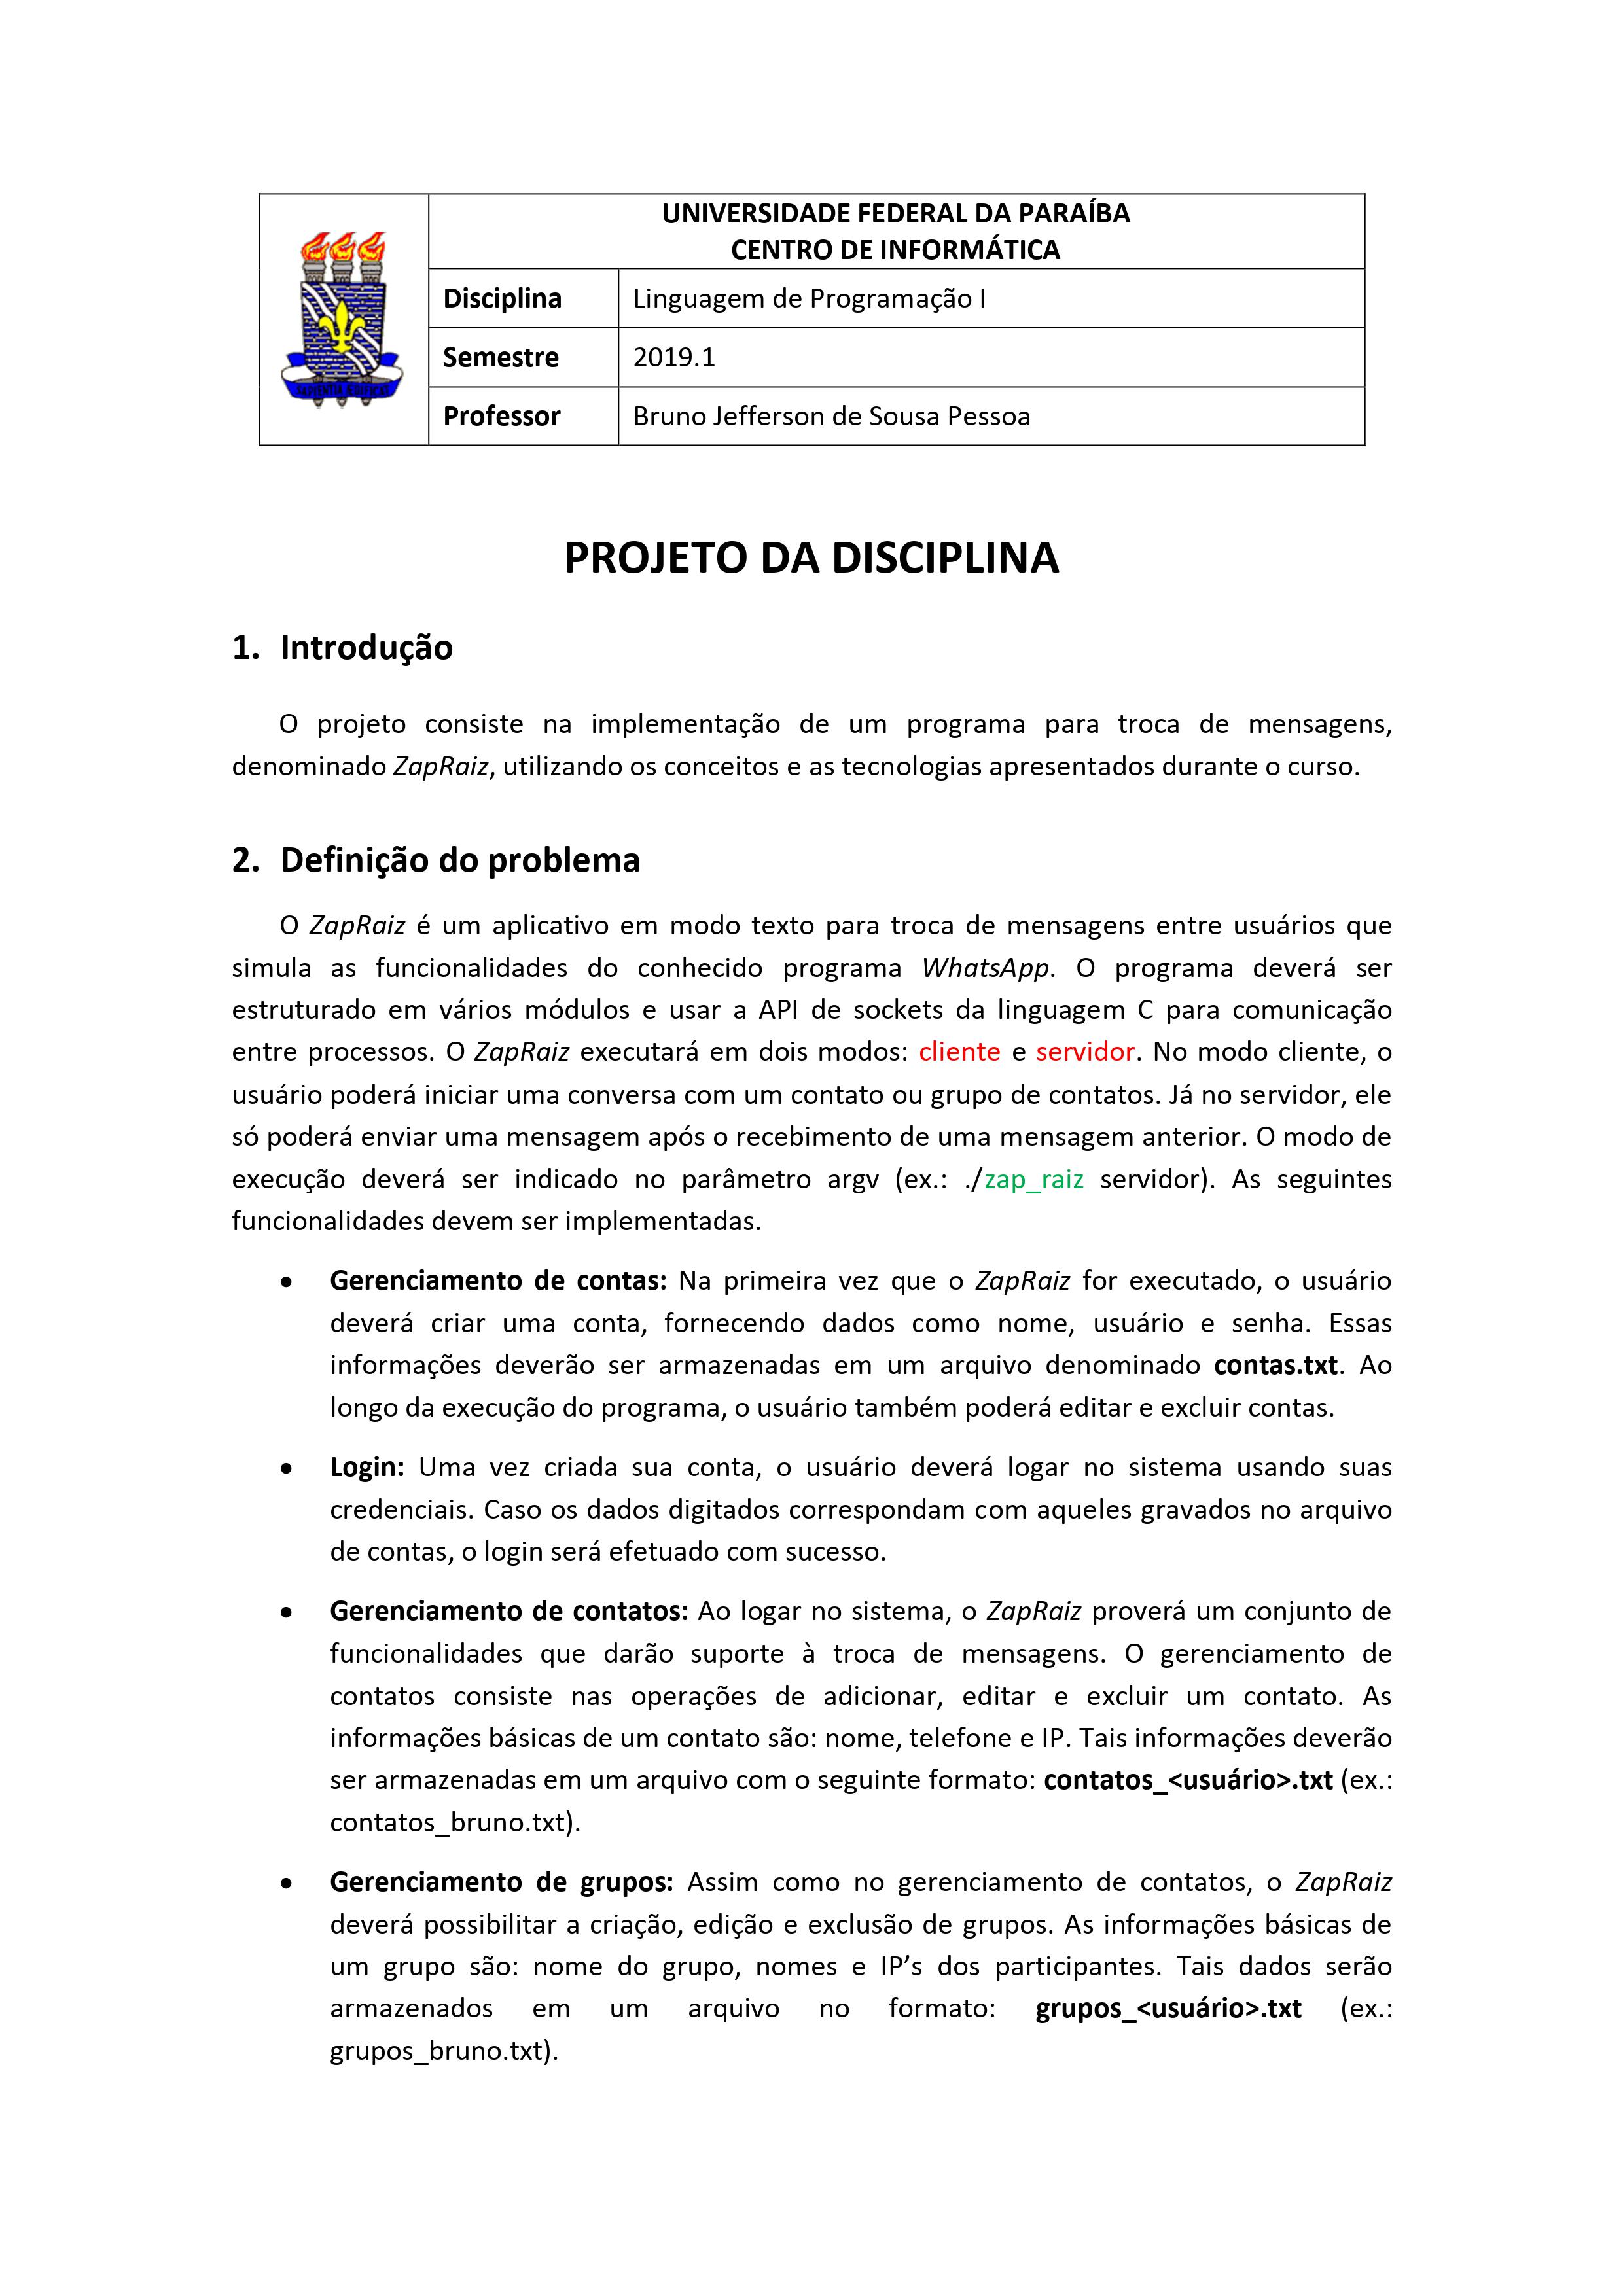 UNIVERSIDADE FEDERAL DA PARAÍBA
CENTRO DE INFORMÁTICA
Disciplina Linguagem de Programação I
Semestre 2019.1
Professor Bruno Jefferson de Sousa Pessoa
PROJETO DA DISCIPLINA
1. Introdução
O projeto consiste na implementação de um programa para troca de mensagens,
denominado ZapRaiz, utilizando os conceitos e as tecnologias apresentados durante o curso.
2. Definição do problema
O ZapRaiz é um aplicativo em modo texto para troca de mensagens entre usuários que
simula as funcionalidades do conhecido programa WhatsApp. O programa deverá ser
estruturado em vários módulos e usar a API de sockets da linguagem C para comunicação
entre processos. O ZapRaiz executará em dois modos: cliente e servidor. No modo cliente, o
usuário poderá iniciar uma conversa com um contato ou grupo de contatos. Já no servidor, ele
só poderá enviar uma mensagem após o recebimento de uma mensagem anterior. O modo de
execução deverá ser indicado no parâmetro argv (ex.: ./zap_raiz servidor). As seguintes
funcionalidades devem ser implementadas.
• Gerenciamento de contas: Na primeira vez que o ZapRaiz for executado, o usuário
deverá criar uma conta, fornecendo dados como nome, usuário e senha. Essas
informações deverão ser armazenadas em um arquivo denominado contas.txt. Ao
longo da execução do programa, o usuário também poderá editar e excluir contas.
• Login: Uma vez criada sua conta, o usuário deverá logar no sistema usando suas
credenciais. Caso os dados digitados correspondam com aqueles gravados no arquivo
de contas, o login será efetuado com sucesso.
• Gerenciamento de contatos: Ao logar no sistema, o ZapRaiz proverá um conjunto de
funcionalidades que darão suporte à troca de mensagens. O gerenciamento de
contatos consiste nas operações de adicionar, editar e excluir um contato. As
informações básicas de um contato são: nome, telefone e IP. Tais informações deverão
ser armazenadas em um arquivo com o seguinte formato: contatos_<usuário>.txt (ex.:
contatos_bruno.txt).
• Gerenciamento de grupos: Assim como no gerenciamento de contatos, o ZapRaiz
deverá possibilitar a criação, edição e exclusão de grupos. As informações básicas de
um grupo são: nome do grupo, nomes e IP’s dos participantes. Tais dados serão
armazenados em um arquivo no formato: grupos_<usuário>.txt (ex.:
grupos_bruno.txt).